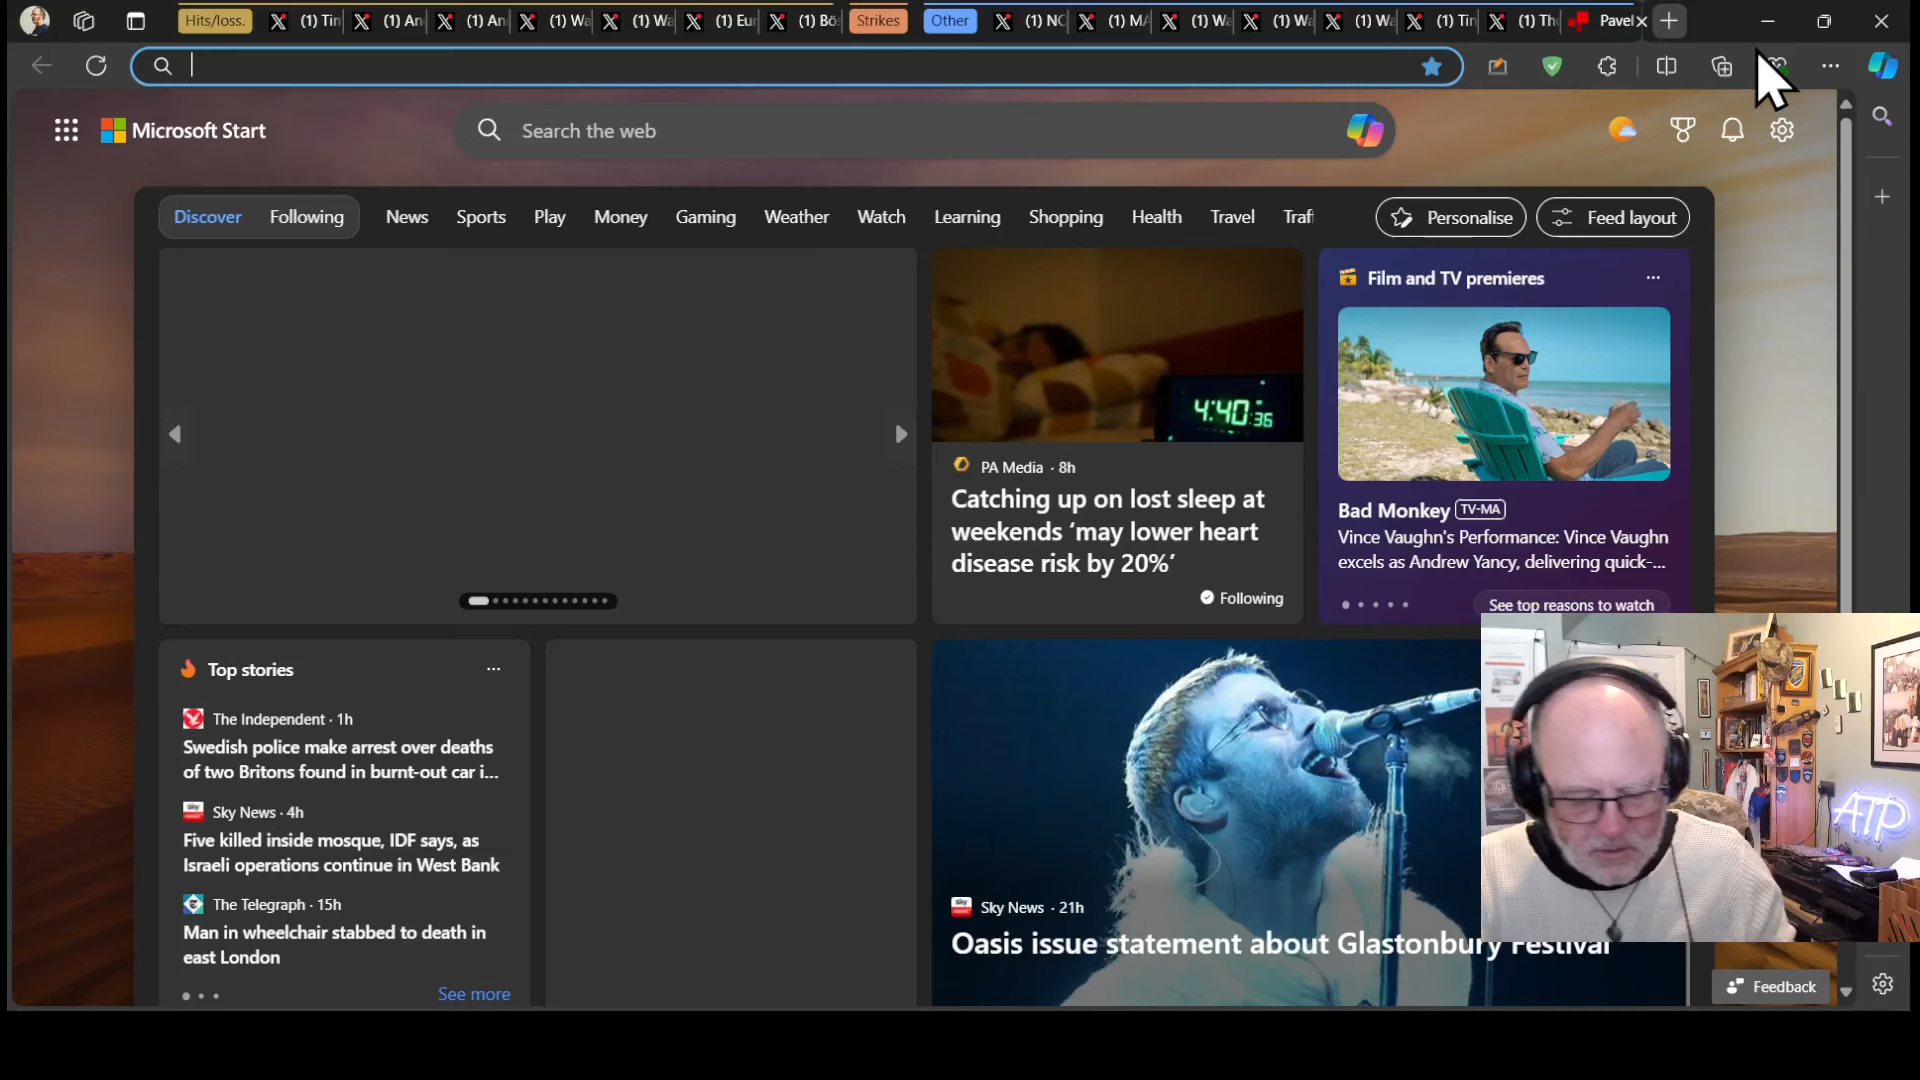 Hits/loss.
(1) Tin
(1) An
(1) An
(1) Wa
(1) Wa
(1) Eur
(1) Bös
Strikes
Other
(1) NC
(1) MA
(1) Wa
(1) Wa
(1) Wa
(1) Tin
(1) The
Pavel
Microsoft Start
Search the web
Discover
Following
News
Sports
Play
Money
Gaming
Weather
Watch
Learning
Shopping
Health
Travel
Traf
Personalise
Feed layout
4:40:36
PA Media · 8h
Catching up on lost sleep at
weekends ‘may lower heart
disease risk by 20%’
Following
Film and TV premieres
Bad Monkey TV-MA
Vince Vaughn's Performance: Vince Vaughn
excels as Andrew Yancy, delivering quick-...
See top reasons to watch
Top stories
The Independent · 1h
Swedish police make arrest over deaths
of two Britons found in burnt-out car i...
Sky News · 4h
Five killed inside mosque, IDF says, as
Israeli operations continue in West Bank
The Telegraph · 15h
Man in wheelchair stabbed to death in
east London
See more
Sky News · 21h
Oasis issue statement about Glastonbury Festival
ATP
Feedback